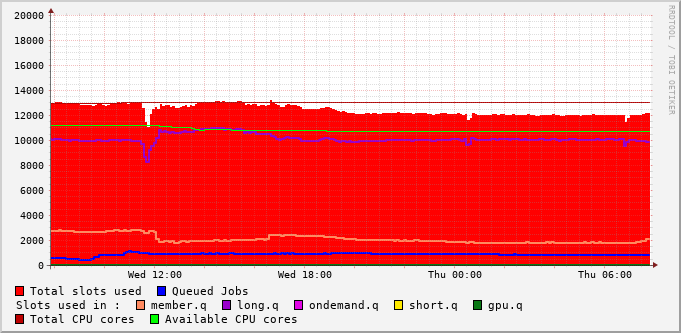 20000
18000
16000
14000
12000
10000
8000
6000
4000
2000
0
Wed 12:00 Wed 18:00 Thu 00:00 Thu 06:00
RRDTOOL / TOBI OETIKER
Total slots used Queued Jobs
Slots used in : member.q long.q ondemand.q short.q gpu.q
Total CPU cores Available CPU cores